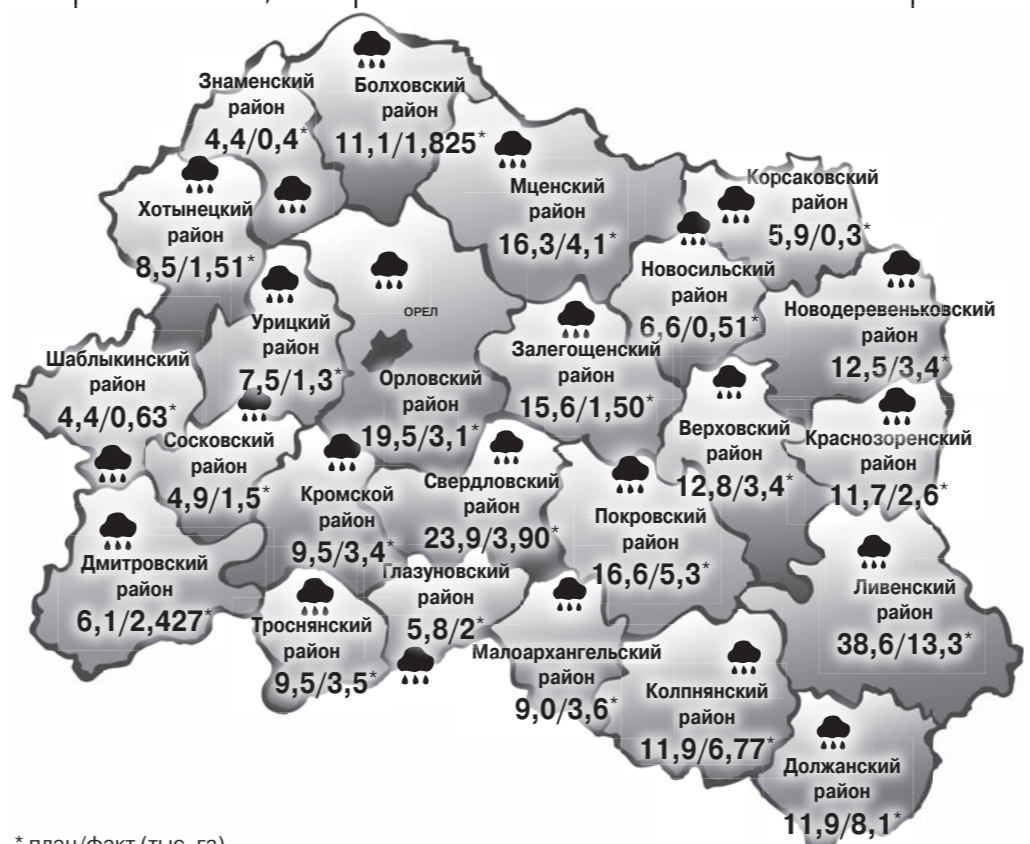 Знаменский
район
4,4/0,4*
Болховский
район
11,1/1,825*
Мценский
район
16,3/4,1*
Корсаковский
район
5,9/0,3*
Хотынецкий
район
8,5/1,51*
Новосильский
район
6,6/0,51*
Новодеревеньковский
район
12,5/3,4*
Урицкий
район
7,5/1,3*
ОРЕЛ
Орловский
район
19,5/3,1*
Залегощенский
район
15,6/1,50*
Шаблыкинский
район
4,4/0,63*
Верховский
район
12,8/3,4*
Краснозоренский
район
11,7/2,6*
Сосковский
район
4,9/1,5*
Кромской
район
9,5/3,4*
Свердловский
район
23,9/3,90*
Покровский
район
16,6/5,3*
Дмитровский
район
6,1/2,427*
Глазуновский
район
5,8/2*
Ливенский
район
38,6/13,3*
Троснянский
район
9,5/3,5*
Малоархангельский
район
9,0/3,6*
Колпнянский
район
11,9/6,77*
Должанский
район
11,9/8,1*
* план/факт (тыс. га)